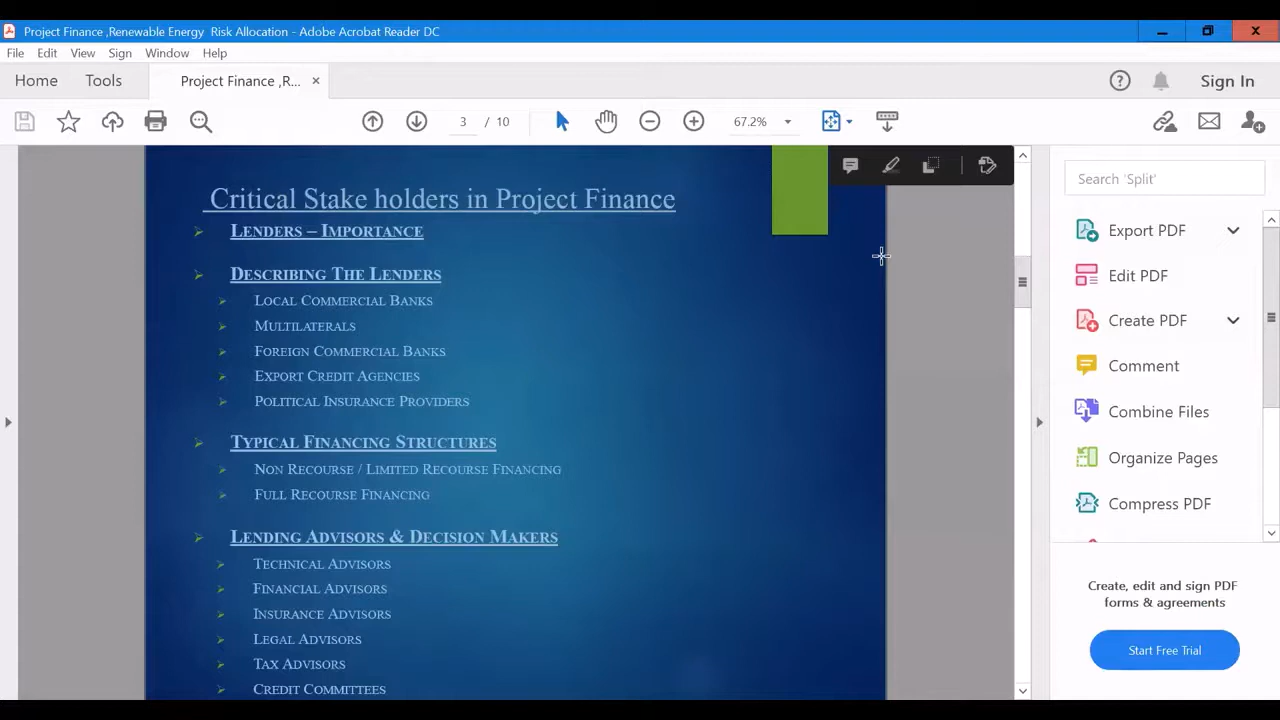 Project Finance ,Renewable Energy Risk Allocation - Adobe Acrobat Reader DC
File Edit View Sign Window Help
Home Tools Project Finance ,R... × Sign In
3 / 10 67.2%
Critical Stake holders in Project Finance
LENDERS – IMPORTANCE
DESCRIBING THE LENDERS
LOCAL COMMERCIAL BANKS
MULTILATERALS
FOREIGN COMMERCIAL BANKS
EXPORT CREDIT AGENCIES
POLITICAL INSURANCE PROVIDERS
TYPICAL FINANCING STRUCTURES
NON RECOURSE / LIMITED RECOURSE FINANCING
FULL RECOURSE FINANCING
LENDING ADVISORS & DECISION MAKERS
TECHNICAL ADVISORS
FINANCIAL ADVISORS
INSURANCE ADVISORS
LEGAL ADVISORS
TAX ADVISORS
CREDIT COMMITTEES
Search 'Split'
Export PDF
Edit PDF
Create PDF
Comment
Combine Files
Organize Pages
Compress PDF
Create, edit and sign PDF
forms & agreements
Start Free Trial